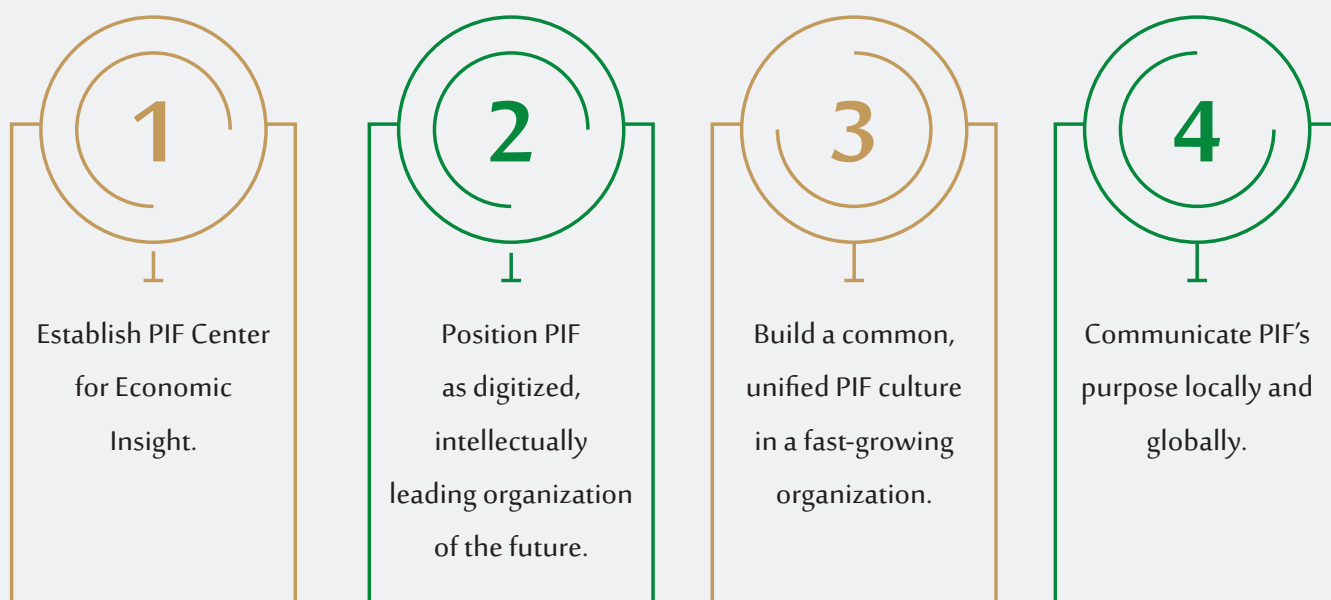 1
Establish PIF Center
for Economic
Insight.
2
Position PIF
as digitized,
intellectually
leading organization
of the future.
3
Build a common,
unified PIF culture
in a fast-growing
organization.
4
Communicate PIF’s
purpose locally and
globally.